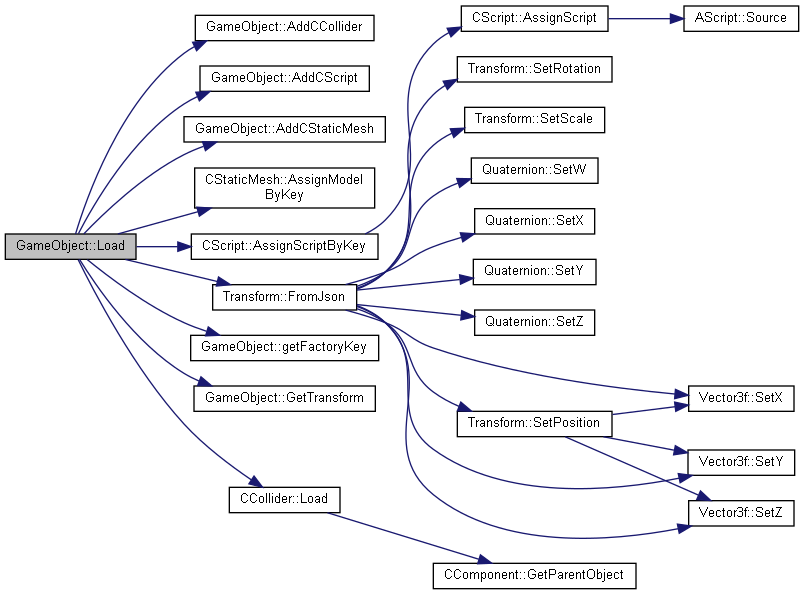 GameObject::Load
GameObject::AddCCollider
GameObject::AddCScript
GameObject::AddCStaticMesh
CStaticMesh::AssignModel
ByKey
CScript::AssignScriptByKey
Transform::FromJson
GameObject::getFactoryKey
GameObject::GetTransform
CCollider::Load
CScript::AssignScript
Transform::SetRotation
Transform::SetScale
Quaternion::SetW
Quaternion::SetX
Quaternion::SetY
Quaternion::SetZ
Transform::SetPosition
CComponent::GetParentObject
AScript::Source
Vector3f::SetX
Vector3f::SetY
Vector3f::SetZ